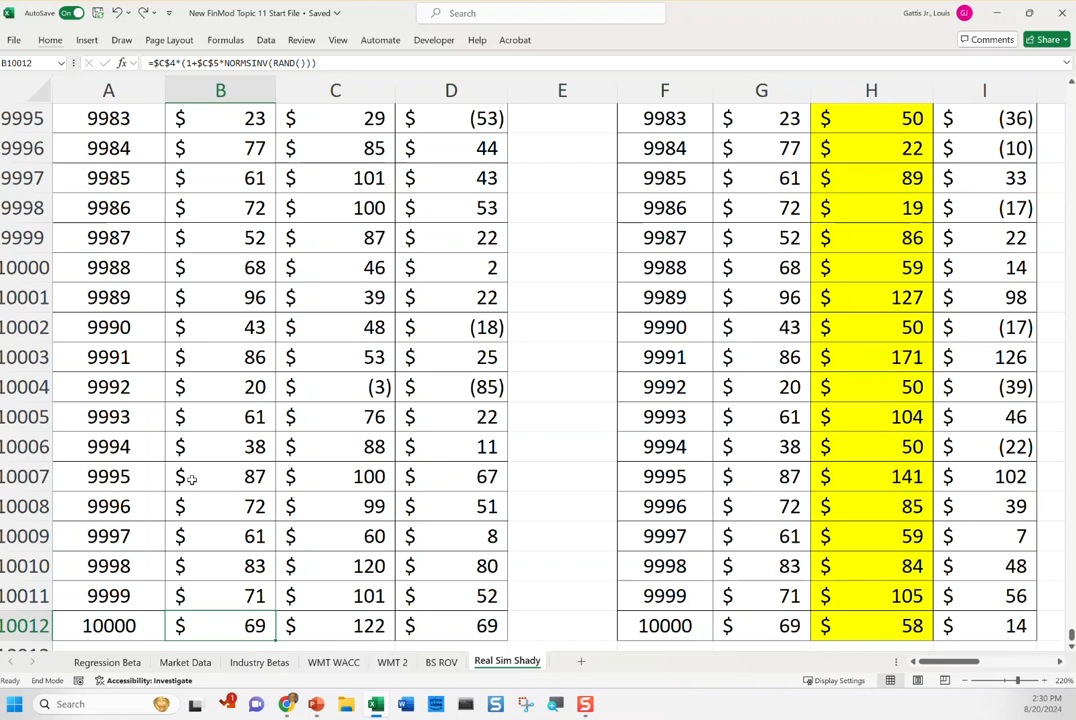 AutoSave On New FinMod Topic 11 Start File • Saved Search Gattis Jr., Louis GJ
File Home Insert Draw Page Layout Formulas Data Review View Automate Developer Help Acrobat Comments Share
B10012 fx =$C$4*(1+$C$5*NORMSINV(RAND()))
A B C D E F G H I
9995 9983 $ 23 $ 29 $ (53) 9983 $ 23 $ 50 $ (36)
9996 9984 $ 77 $ 85 $ 44 9984 $ 77 $ 22 $ (10)
9997 9985 $ 61 $ 101 $ 43 9985 $ 61 $ 89 $ 33
9998 9986 $ 72 $ 100 $ 53 9986 $ 72 $ 19 $ (17)
9999 9987 $ 52 $ 87 $ 22 9987 $ 52 $ 86 $ 22
10000 9988 $ 68 $ 46 $ 2 9988 $ 68 $ 59 $ 14
10001 9989 $ 96 $ 39 $ 22 9989 $ 96 $ 127 $ 98
10002 9990 $ 43 $ 48 $ (18) 9990 $ 43 $ 50 $ (17)
10003 9991 $ 86 $ 53 $ 25 9991 $ 86 $ 171 $ 126
10004 9992 $ 20 $ (3) $ (85) 9992 $ 20 $ 50 $ (39)
10005 9993 $ 61 $ 76 $ 22 9993 $ 61 $ 104 $ 46
10006 9994 $ 38 $ 88 $ 11 9994 $ 38 $ 50 $ (22)
10007 9995 $ 87 $ 100 $ 67 9995 $ 87 $ 141 $ 102
10008 9996 $ 72 $ 99 $ 51 9996 $ 72 $ 85 $ 39
10009 9997 $ 61 $ 60 $ 8 9997 $ 61 $ 59 $ 7
10010 9998 $ 83 $ 120 $ 80 9998 $ 83 $ 84 $ 48
10011 9999 $ 71 $ 101 $ 52 9999 $ 71 $ 105 $ 56
10012 10000 $ 69 $ 122 $ 69 10000 $ 69 $ 58 $ 14
Regression Beta Market Data Industry Betas WMT WACC WMT 2 BS ROV Real Sim Shady
Ready End Mode Accessibility: Investigate Display Settings 220%
Search 2:30 PM
8/20/2024